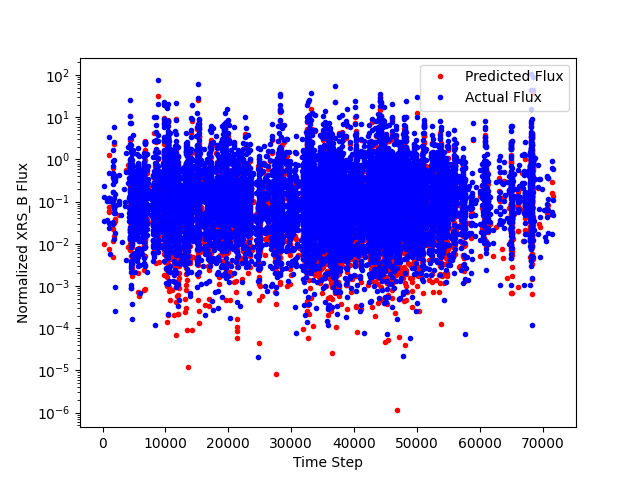 Predicted Flux
Actual Flux
Normalized XRS_B Flux
10²
10¹
10⁰
10⁻¹
10⁻²
10⁻³
10⁻⁴
10⁻⁵
10⁻⁶
0 10000 20000 30000 40000 50000 60000 70000
Time Step